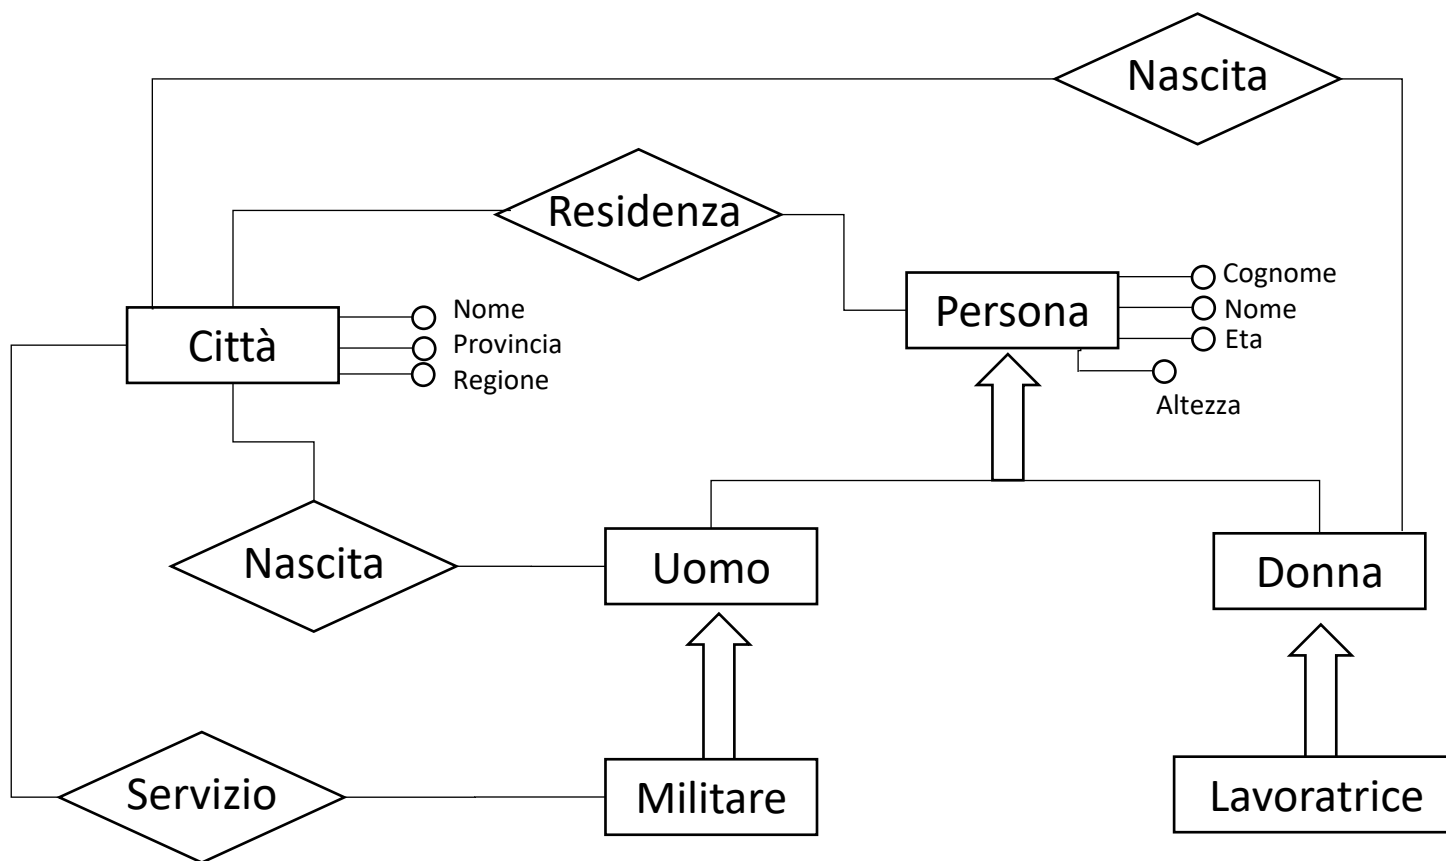 Nascita
Residenza
Cognome
Persona
Nome
Nome
Eta
Città
Provincia
Regione
Altezza
Nascita
Uomo
Donna
Servizio
Militare
Lavoratrice